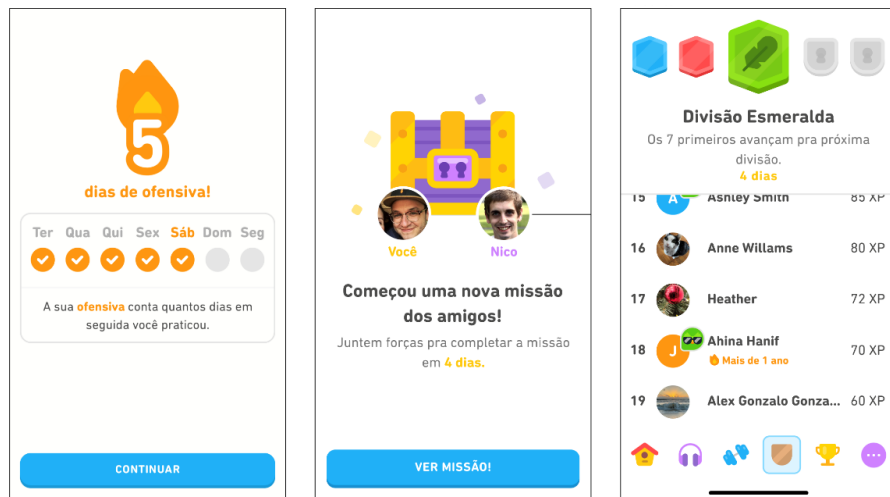 5
dias de ofensiva!
Ter Qua Qui Sex Sáb Dom Seg
A sua ofensiva conta quantos dias em
seguida você praticou.
CONTINUAR
Você Nico
Começou uma nova missão
dos amigos!
Juntem forças pra completar a missão
em 4 dias.
VER MISSÃO!
Divisão Esmeralda
Os 7 primeiros avançam pra próxima
divisão.
4 dias
15 A Ashley Smith 85 XP
16 Anne Willams 80 XP
17 Heather 72 XP
18 J Ahina Hanif 70 XP
Mais de 1 ano
19 Alex Gonzalo Gonza... 60 XP